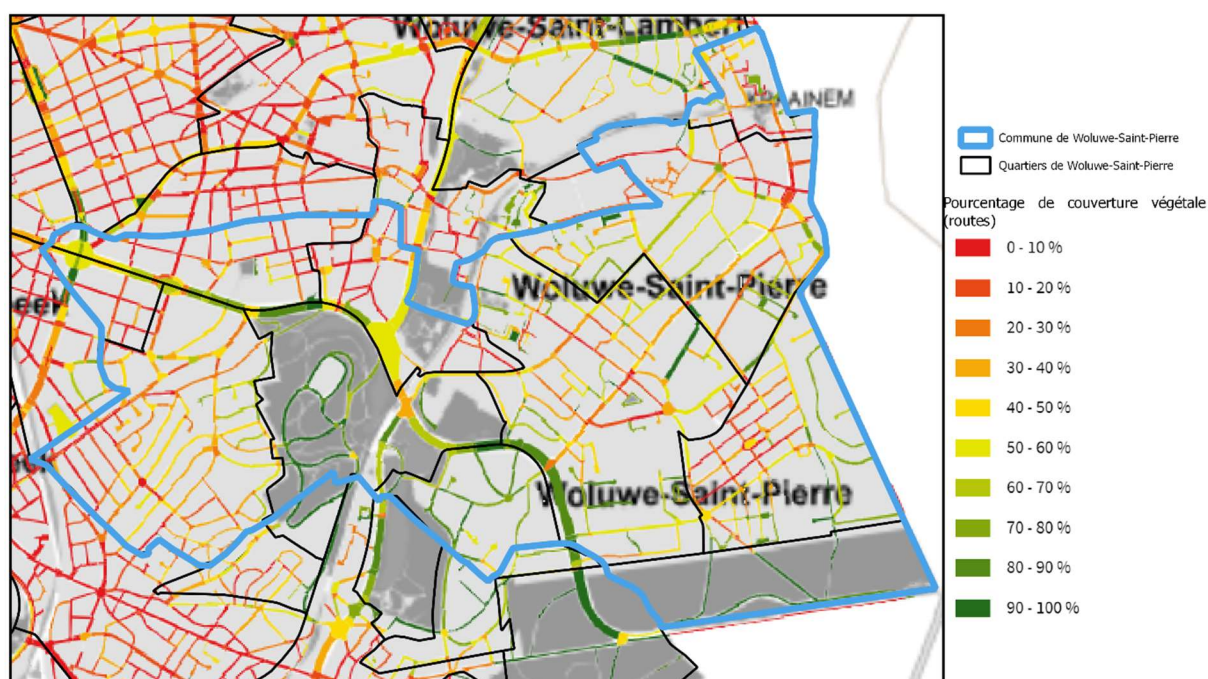 Woluwe-Saint-Lambert
Woluwe-Saint-Pierre
Woluwe-Saint-Pierre
Commune de Woluwe-Saint-Pierre
Quartiers de Woluwe-Saint-Pierre
Pourcentage de couverture végétale
(routes)
0 - 10 %
10 - 20 %
20 - 30 %
30 - 40 %
40 - 50 %
50 - 60 %
60 - 70 %
70 - 80 %
80 - 90 %
90 - 100 %